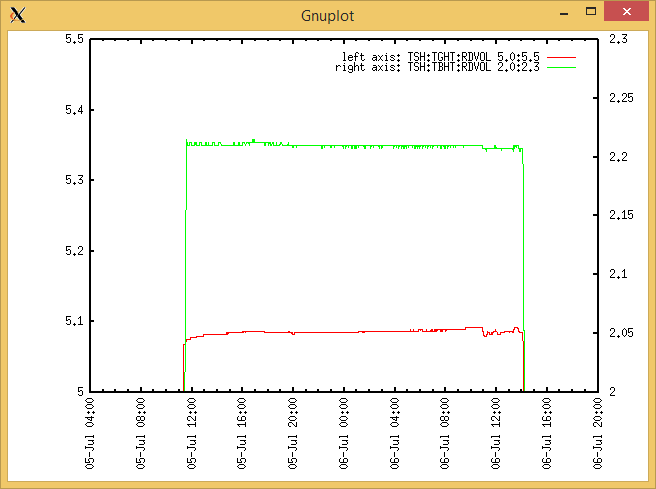 Gnuplot
left axis: TSH:TGHT:RDVOL 5.0:5.5
right axis: TSH:TBHT:RDVOL 2.0:2.3
5.5
5.4
5.3
5.2
5.1
5
2.3
2.25
2.2
2.15
2.1
2.05
2
05-Jul 04:00
05-Jul 08:00
05-Jul 12:00
05-Jul 16:00
05-Jul 20:00
06-Jul 00:00
06-Jul 04:00
06-Jul 08:00
06-Jul 12:00
06-Jul 16:00
06-Jul 20:00